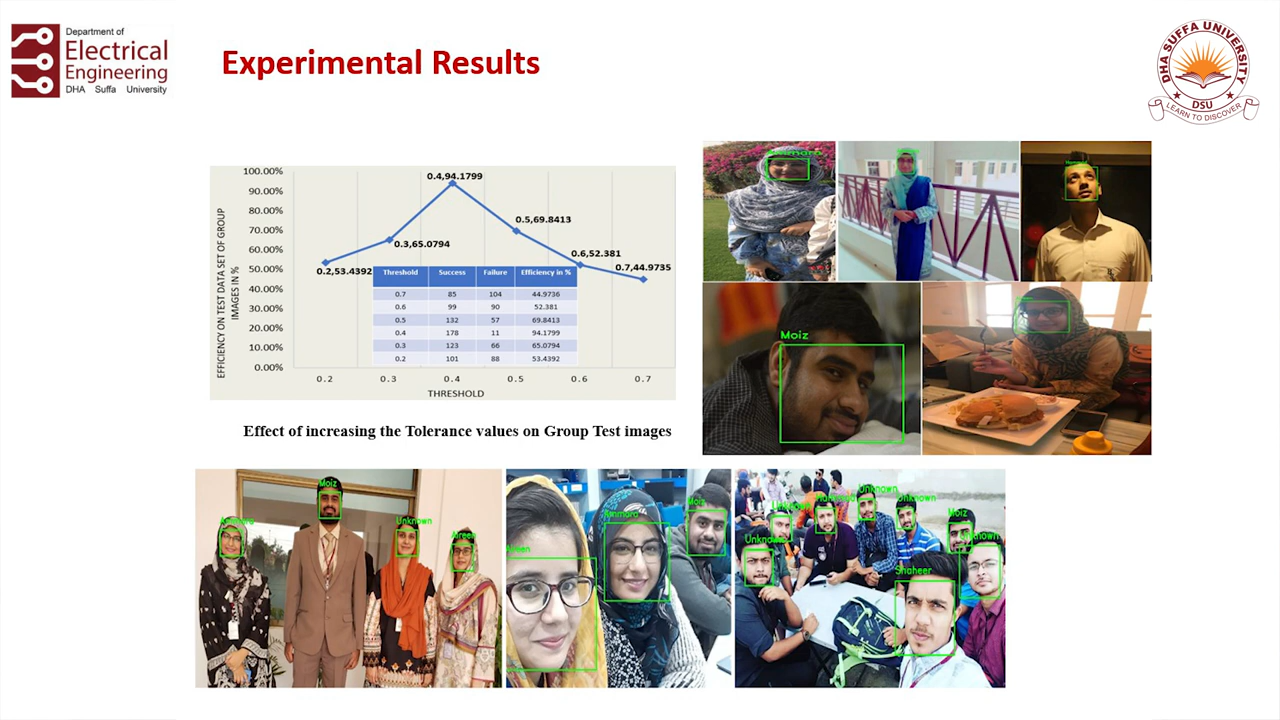 Department of
Electrical
Engineering
DHA Suffa University
Experimental Results
DHA SUFFA UNIVERSITY
DSU
LEARN TO DISCOVER
EFFICIENCY ON TEST DATA SET OF GROUP
IMAGES IN %
100.00%
90.00%
80.00%
70.00%
60.00%
50.00%
40.00%
30.00%
20.00%
10.00%
0.00%
0.4,94.1799
0.5,69.8413
0.3,65.0794
0.6,52.381
0.2,53.4392
0.7,44.9735
Threshold Success Failure Efficiency in %
0.7 85 104 44.9736
0.6 99 90 52.381
0.5 132 57 69.8413
0.4 178 11 94.1799
0.3 123 66 65.0794
0.2 101 88 53.4392
0.2 0.3 0.4 0.5 0.6 0.7
THRESHOLD
Effect of increasing the Tolerance values on Group Test images
Moiz
Moiz
Ammara
Unknown
Ammara
Moiz
Unknown
Unknown
Unknown
Moiz
Unknown
Shaheer